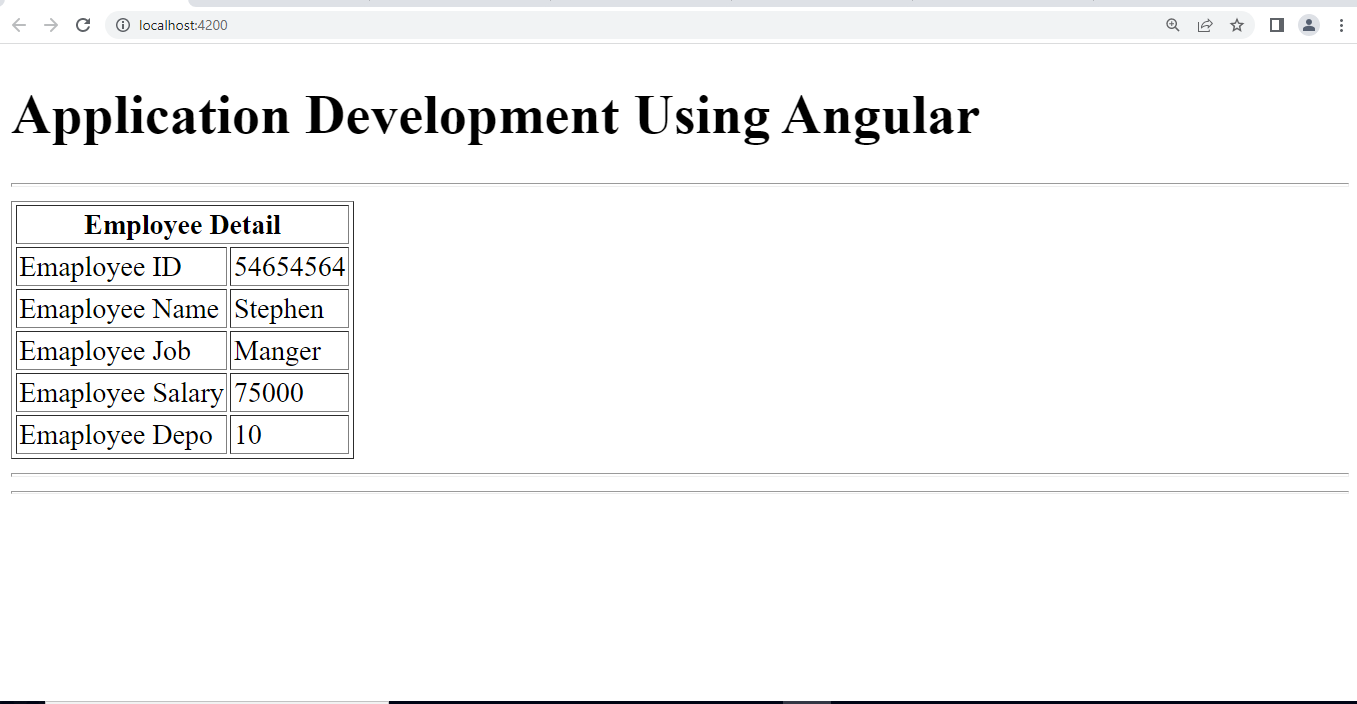 localhost:4200
Application Development Using Angular
Employee Detail
Emaployee ID 54654564
Emaployee Name Stephen
Emaployee Job Manger
Emaployee Salary 75000
Emaployee Depo 10